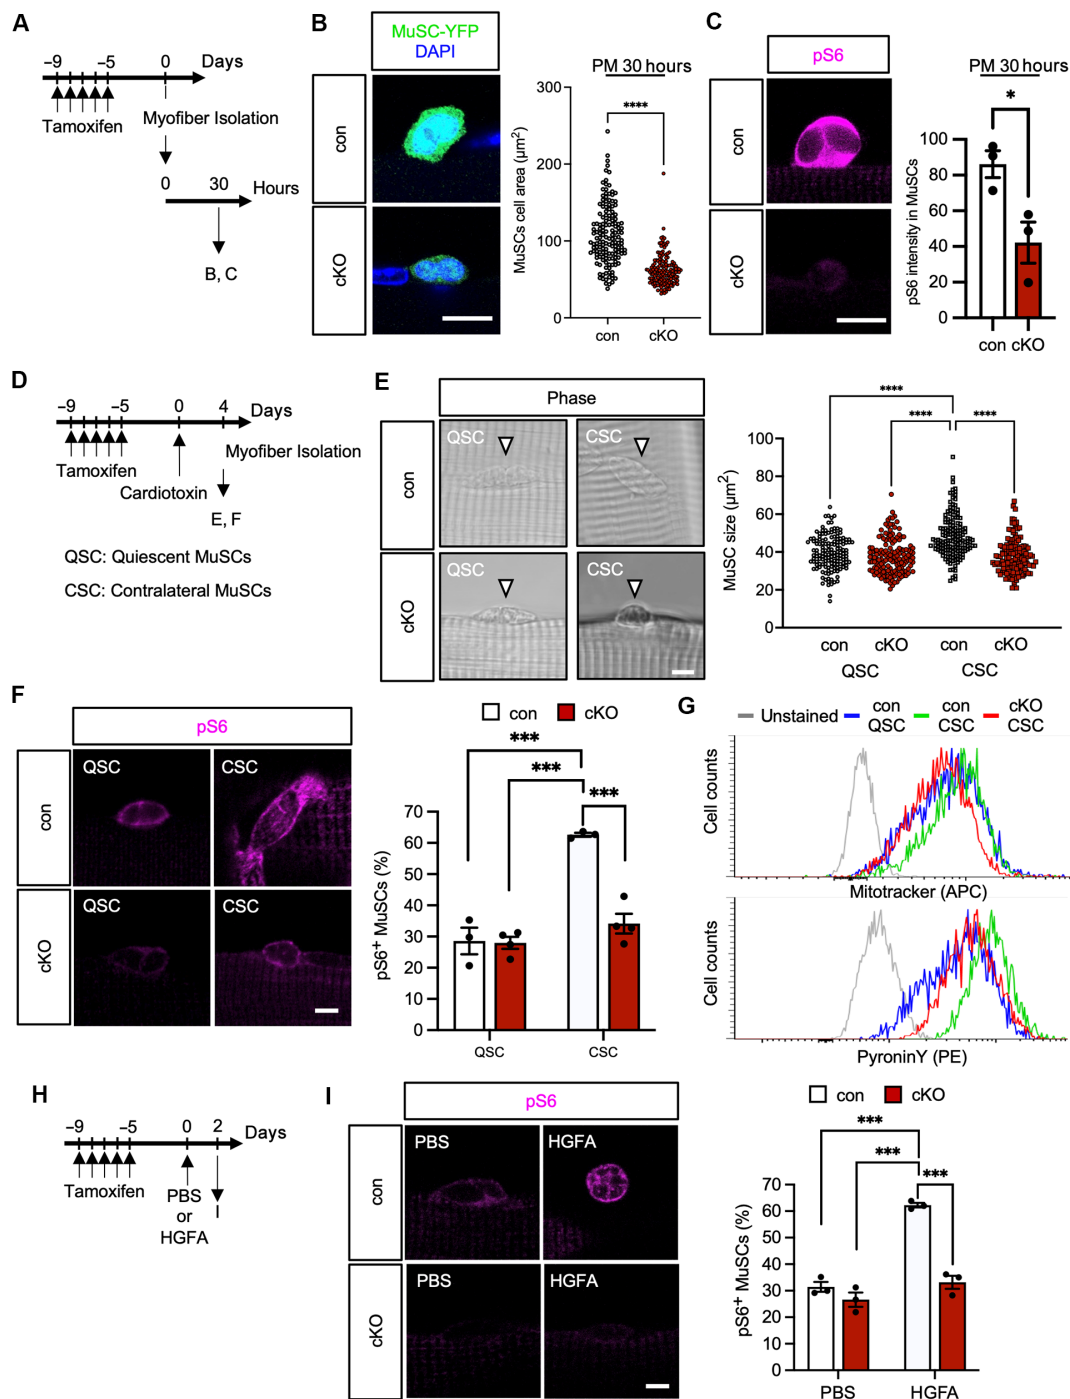 A
−9 −5 0 Days
Tamoxifen
Myofiber Isolation
0 30 Hours
B, C
B
MuSC-YFP
DAPI
con
cKO
PM 30 hours
****
MuSCs cell area (µm²)
300
200
100
0
con cKO
C
pS6
con
cKO
PM 30 hours
*
pS6 intensity in MuSCs
100
80
60
40
20
0
con cKO
D
−9 −5 0 4 Days
Tamoxifen
Myofiber Isolation
Cardiotoxin
E, F
QSC: Quiescent MuSCs
CSC: Contralateral MuSCs
E
Phase
con
QSC CSC
cKO
QSC CSC
****
**** ****
MuSC size (µm²)
100
80
60
40
20
0
con cKO con cKO
QSC CSC
F
pS6
con
QSC CSC
cKO
QSC CSC
con cKO
***
***
***
pS6⁺ MuSCs (%)
70
60
50
40
30
20
10
0
QSC CSC
G
Unstained con QSC con CSC cKO CSC
Cell counts
Mitotracker (APC)
Cell counts
PyroninY (PE)
H
−9 −5 0 2 Days
Tamoxifen
PBS
or
HGFA
I
I
pS6
con
PBS HGFA
cKO
PBS HGFA
con cKO
***
***
***
pS6⁺ MuSCs (%)
70
60
50
40
30
20
10
0
PBS HGFA